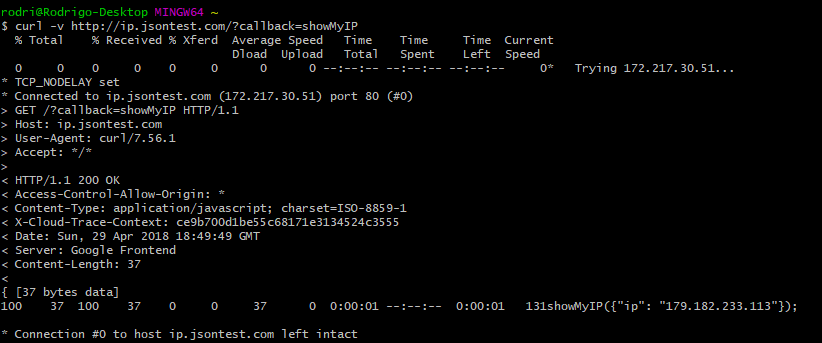 rodri@Rodrigo-Desktop MINGW64 ~
$ curl -v http://ip.jsontest.com/?callback=showMyIP
  % Total    % Received % Xferd  Average Speed   Time    Time     Time  Current
                                 Dload  Upload   Total   Spent    Left  Speed
  0     0    0     0    0     0      0      0 --:--:-- --:--:-- --:--:--     0*   Trying 172.217.30.51...
* TCP_NODELAY set
* Connected to ip.jsontest.com (172.217.30.51) port 80 (#0)
> GET /?callback=showMyIP HTTP/1.1
> Host: ip.jsontest.com
> User-Agent: curl/7.56.1
> Accept: */*
>
< HTTP/1.1 200 OK
< Access-Control-Allow-Origin: *
< Content-Type: application/javascript; charset=ISO-8859-1
< X-Cloud-Trace-Context: ce9b700d1be55c68171e3134524c3555
< Date: Sun, 29 Apr 2018 18:49:49 GMT
< Server: Google Frontend
< Content-Length: 37
<
{ [37 bytes data]
100    37  100    37    0     0     37      0  0:00:01 --:--:--  0:00:01   131showMyIP({"ip": "179.182.233.113"});
* Connection #0 to host ip.jsontest.com left intact